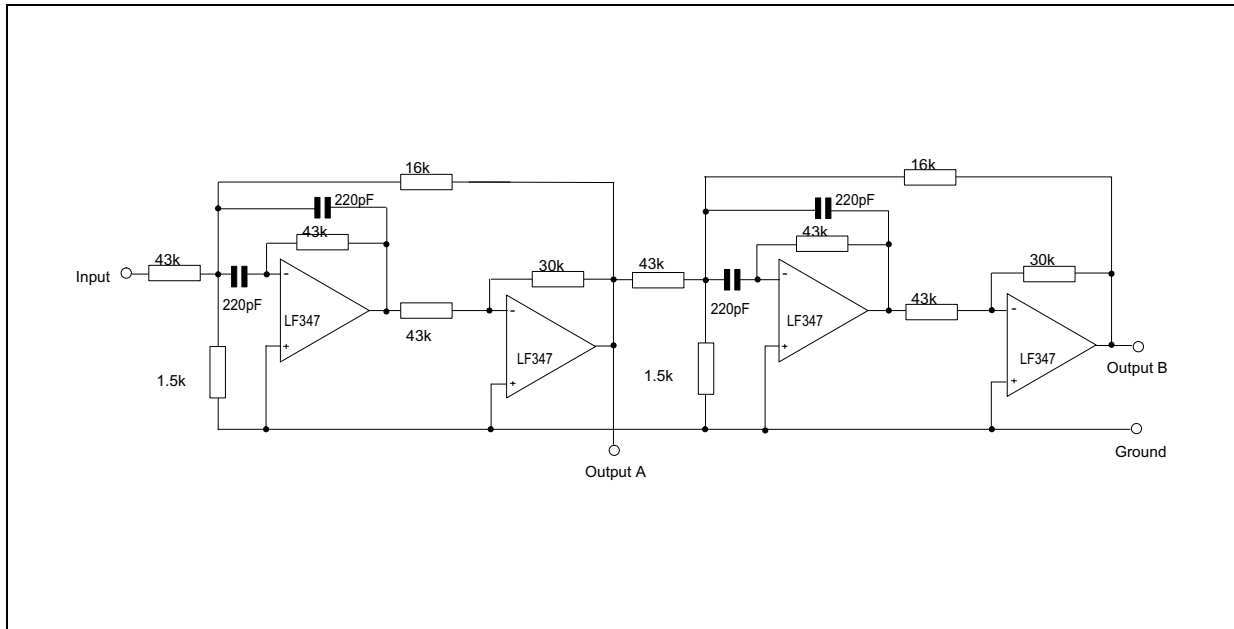 16k
16k
220pF
220pF
43k
43k
43k
30k
43k
30k
Input
220pF
220pF
43k
43k
LF347
LF347
LF347
LF347
-
+
-
+
-
+
-
+
1.5k
1.5k
Output B
Output A
Ground